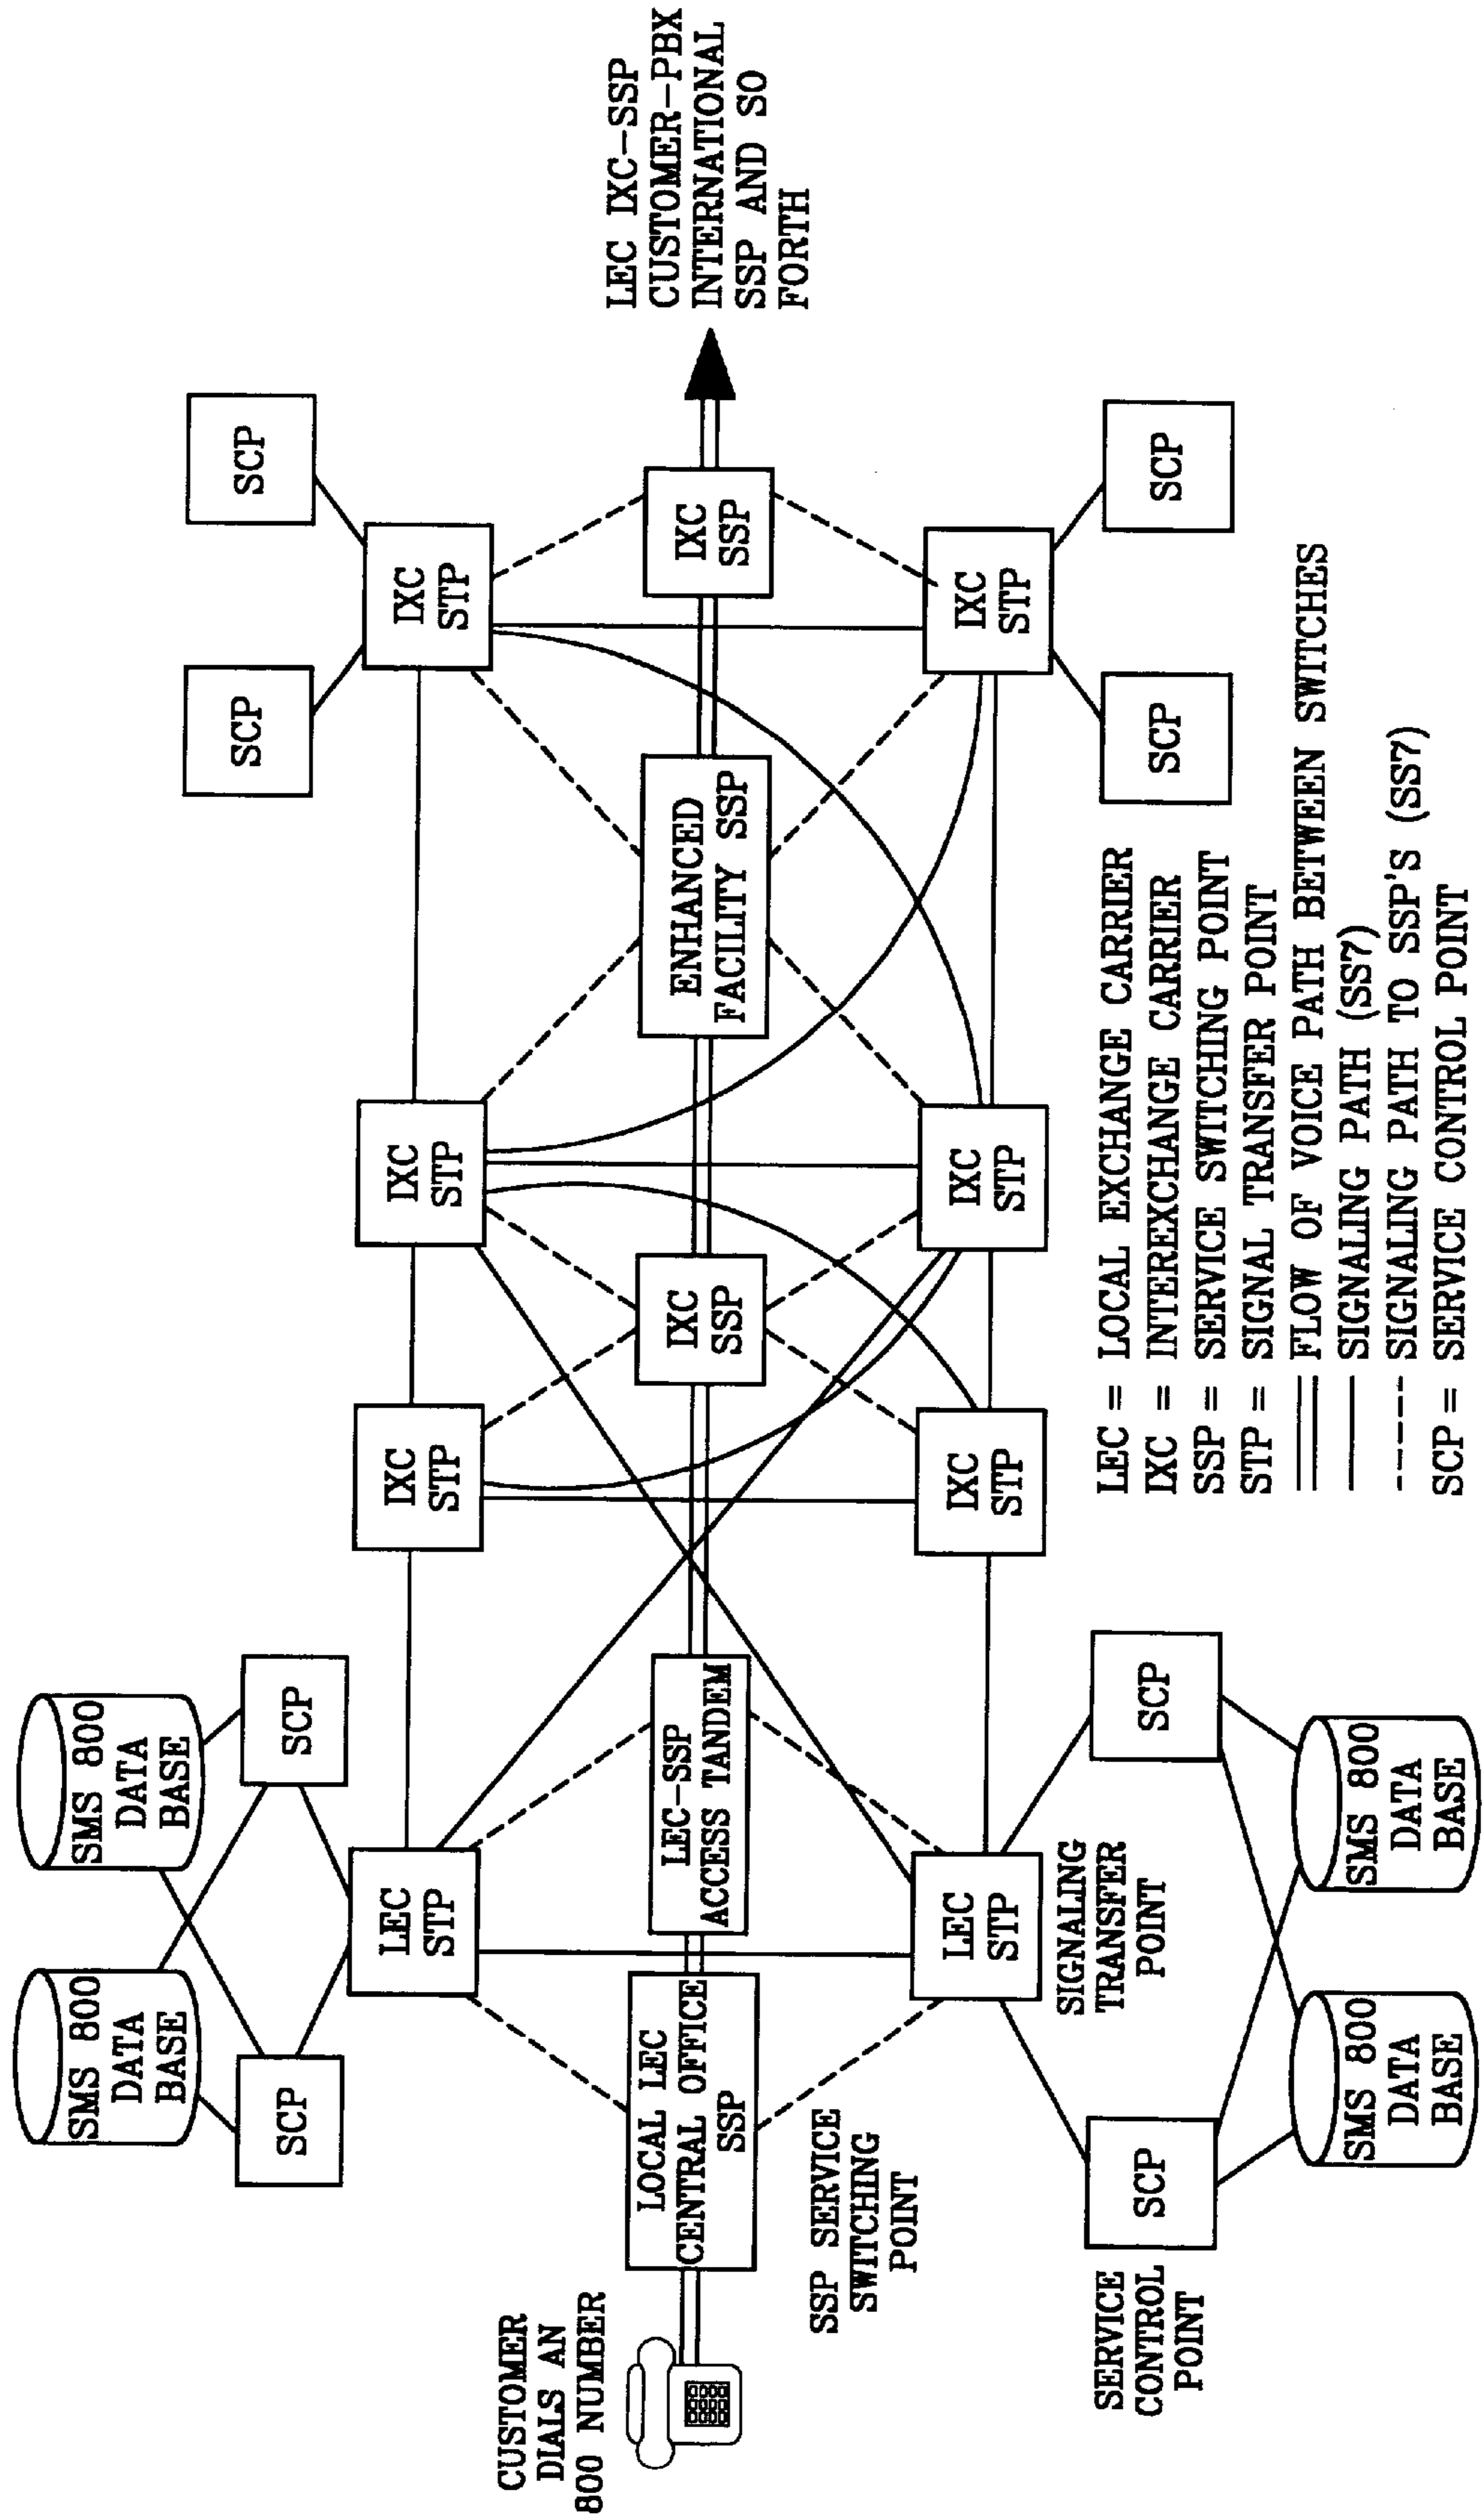 SMS 800
DATA
BASE
SMS 800
DATA
BASE
SCP
SCP
SCP
SCP
LEC
STP
IXC
STP
IXC
STP
IXC
STP
CUSTOMER
DIALS AN
800 NUMBER
LOCAL LEC
CENTRAL OFFICE
SSP
LEC-SSP
ACCESS TANDEM
IXC
SSP
ENHANCED
FACILITY SSP
IXC
SSP
LEC IXC-SSP
CUSTOMER-PBX
INTERNATIONAL
SSP AND SO
FORTH
SSP SERVICE
SWITCHING
POINT
LEC
STP
IXC
STP
IXC
STP
IXC
STP
SIGNALING
TRANSFER
POINT
SERVICE
CONTROL
POINT
SCP
SCP
SCP
SCP
SMS 800
DATA
BASE
SMS 800
DATA
BASE
LEC = LOCAL EXCHANGE CARRIER
IXC = INTEREXCHANGE CARRIER
SSP = SERVICE SWITCHING POINT
STP = SIGNAL TRANSFER POINT
FLOW OF VOICE PATH BETWEEN SWITCHES
SIGNALING PATH (SS7)
SIGNALING PATH TO SSP'S (SS7)
SCP = SERVICE CONTROL POINT